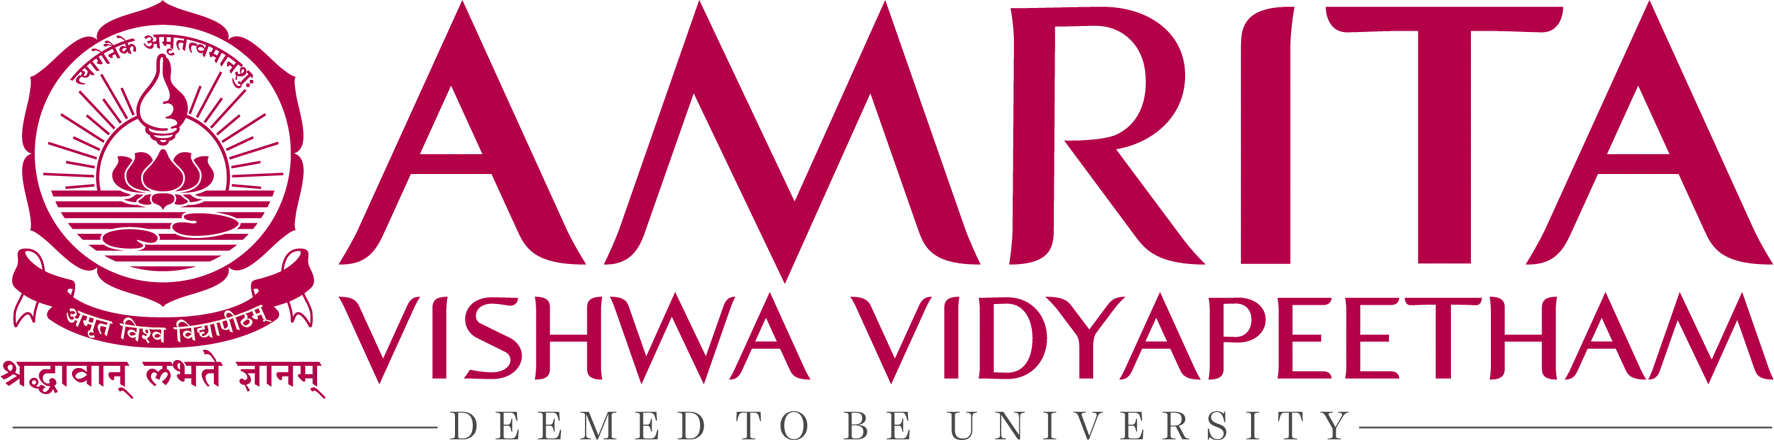 त्यागेनैके अमृतत्वमानशुः
अमृत विश्व विद्यापीठम्
श्रद्धावान् लभते ज्ञानम्
AMRITA
VISHWA VIDYAPEETHAM
DEEMED TO BE UNIVERSITY